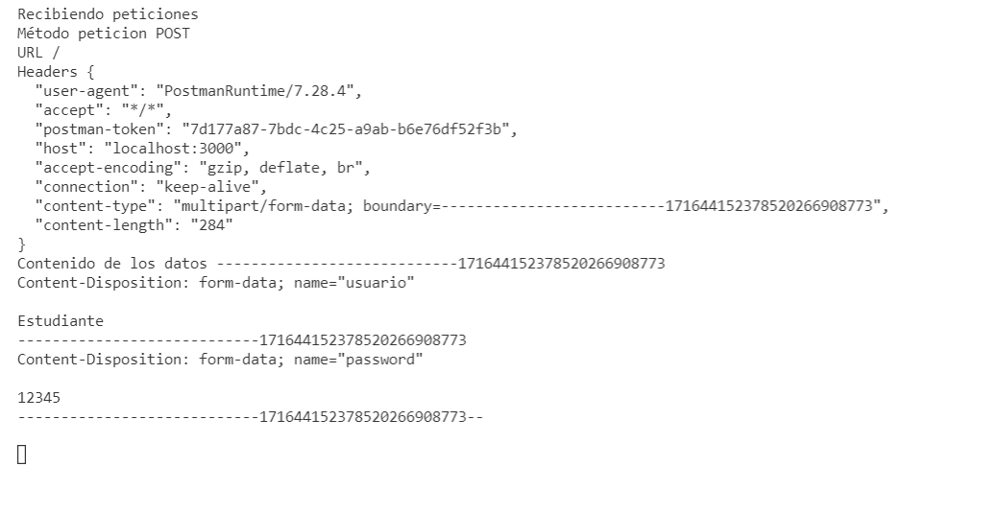 Recibiendo peticiones
Método peticion POST
URL /
Headers {
  "user-agent": "PostmanRuntime/7.28.4",
  "accept": "*/*",
  "postman-token": "7d177a87-7bdc-4c25-a9ab-b6e76df52f3b",
  "host": "localhost:3000",
  "accept-encoding": "gzip, deflate, br",
  "connection": "keep-alive",
  "content-type": "multipart/form-data; boundary=--------------------------171644152378520266908773",
  "content-length": "284"
}
Contenido de los datos ----------------------------171644152378520266908773
Content-Disposition: form-data; name="usuario"

Estudiante
----------------------------171644152378520266908773
Content-Disposition: form-data; name="password"

12345
----------------------------171644152378520266908773--